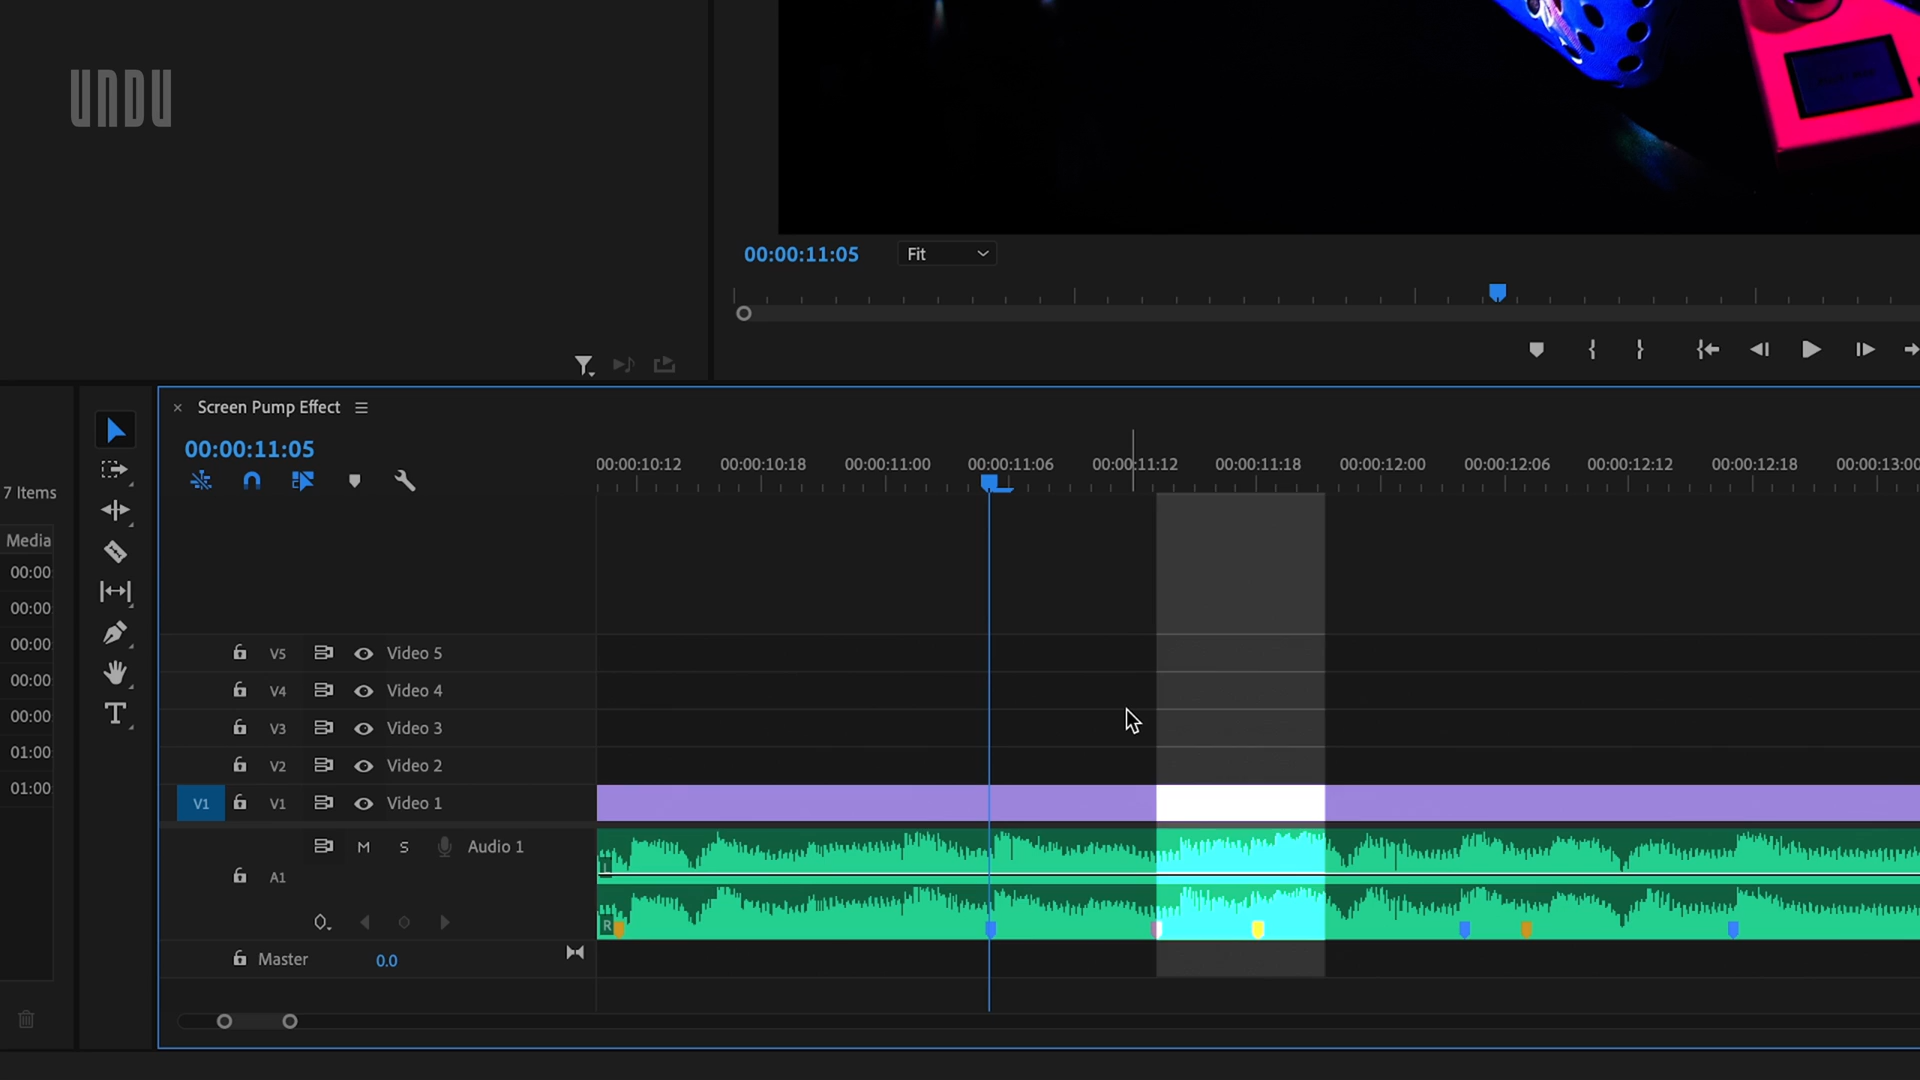 UNDU
00:00:11:05
Fit
Screen Pump Effect
00:00:11:05
00:00:10:12 00:00:10:18 00:00:11:00 00:00:11:06 00:00:11:12 00:00:11:18 00:00:12:00 00:00:12:06 00:00:12:12 00:00:12:18 00:00:13:00
7 Items
Media
00:00
00:00
00:00
00:00
00:00
01:00
01:00
V5 Video 5
V4 Video 4
V3 Video 3
V2 Video 2
V1 V1 Video 1
M S Audio 1
A1
L
R
Master 0.0